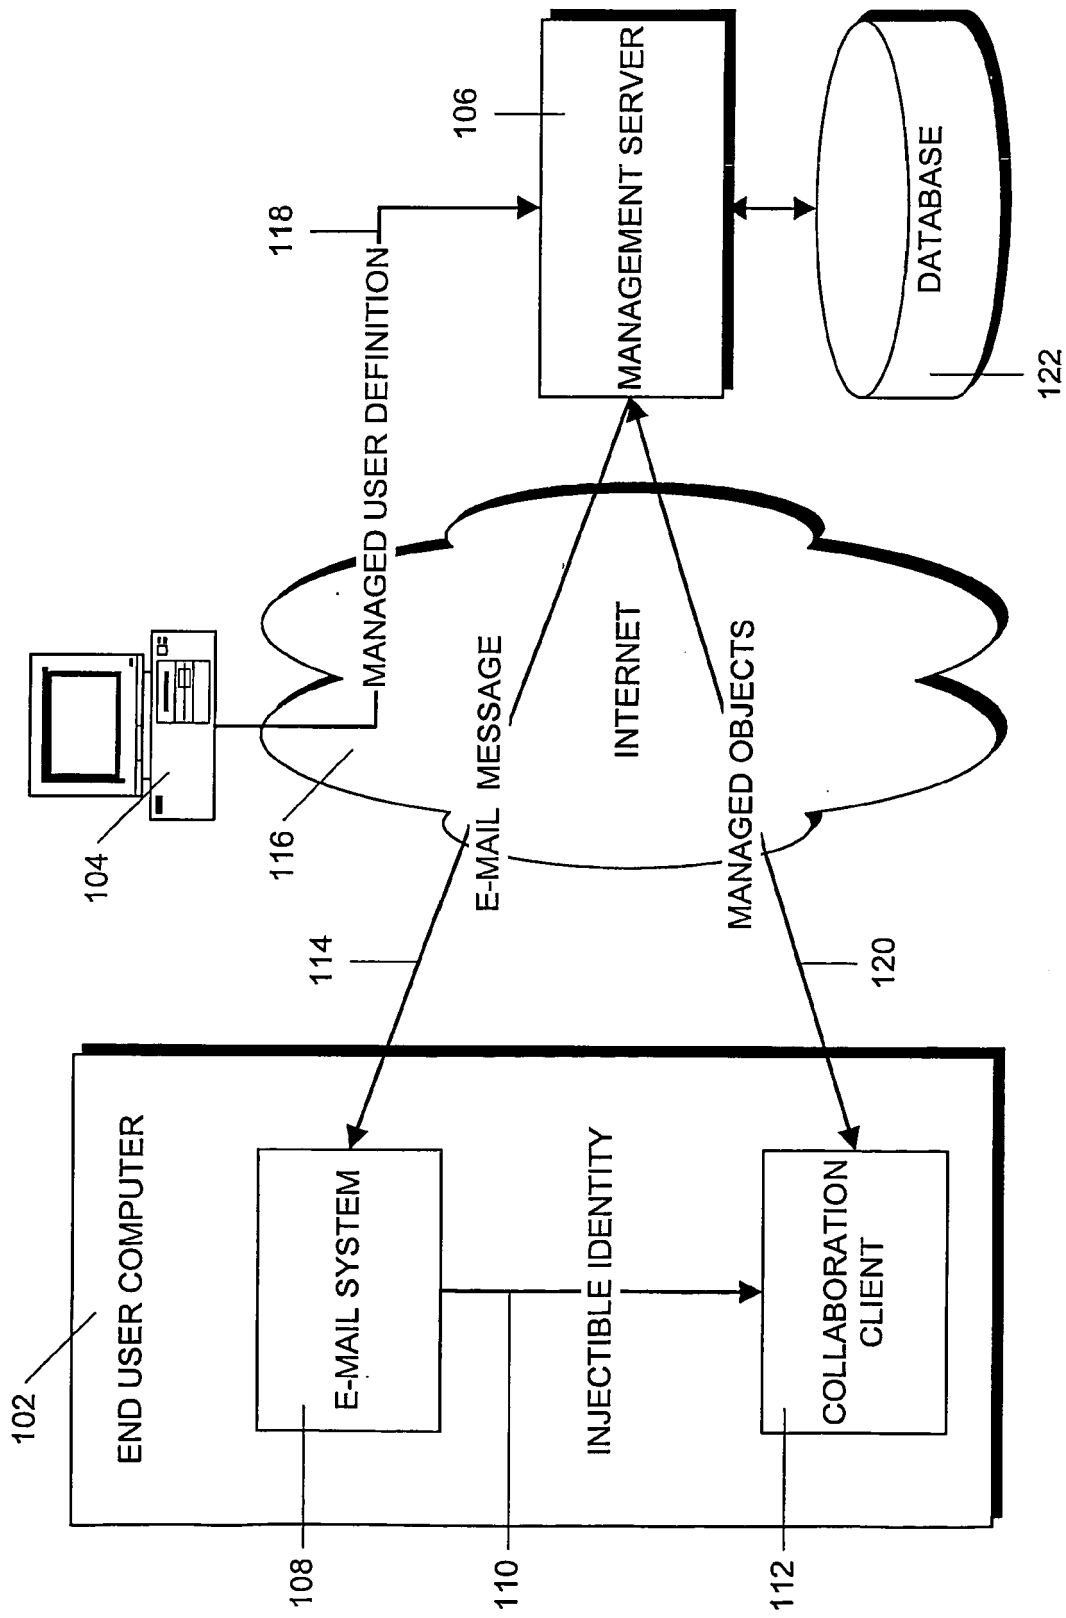 102
END USER COMPUTER
108
E-MAIL SYSTEM
110
INJECTIBLE IDENTITY
112
COLLABORATION
CLIENT
114
E-MAIL MESSAGE
104
116
INTERNET
MANAGED OBJECTS
120
118
MANAGED USER DEFINITION
106
MANAGEMENT SERVER
DATABASE
122